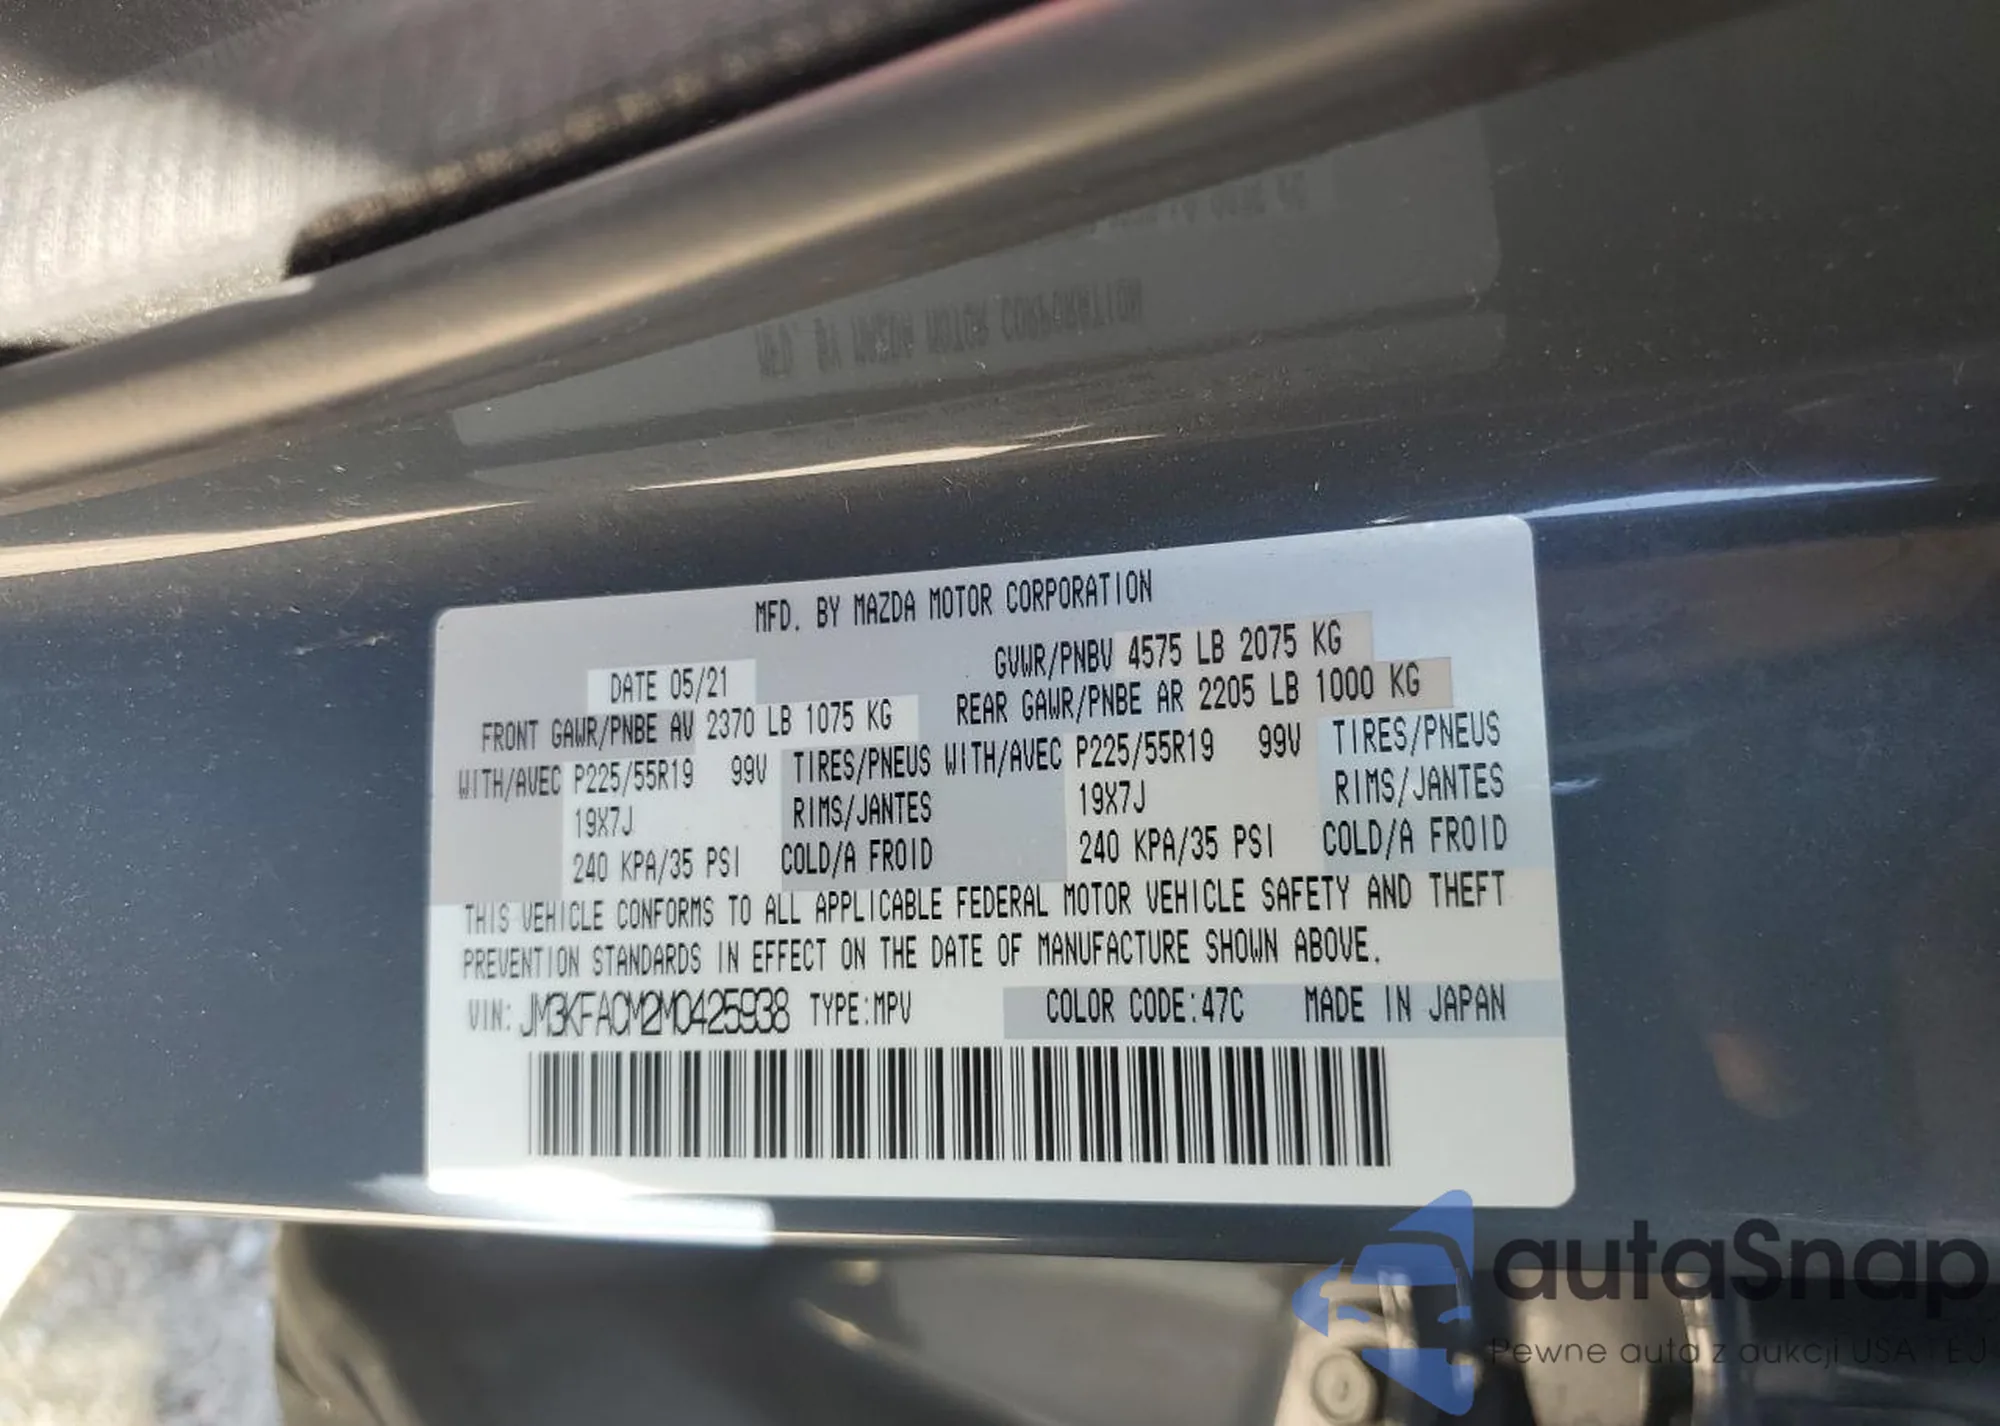 MFD. BY MAZDA MOTOR CORPORATION
DATE 05/21 GVWR/PNBV 4575 LB 2075 KG
FRONT GAWR/PNBE AV 2370 LB 1075 KG REAR GAWR/PNBE AR 2205 LB 1000 KG
WITH/AVEC P225/55R19 99V TIRES/PNEUS WITH/AVEC P225/55R19 99V TIRES/PNEUS
19X7J RIMS/JANTES 19X7J RIMS/JANTES
240 KPA/35 PSI COLD/A FROID 240 KPA/35 PSI COLD/A FROID
THIS VEHICLE CONFORMS TO ALL APPLICABLE FEDERAL MOTOR VEHICLE SAFETY AND THEFT
PREVENTION STANDARDS IN EFFECT ON THE DATE OF MANUFACTURE SHOWN ABOVE.
VIN: JM3KFACM2M0425938 TYPE:MPV COLOR CODE:47C MADE IN JAPAN
autaSnap
Pewne auta z aukcji USA i EJ